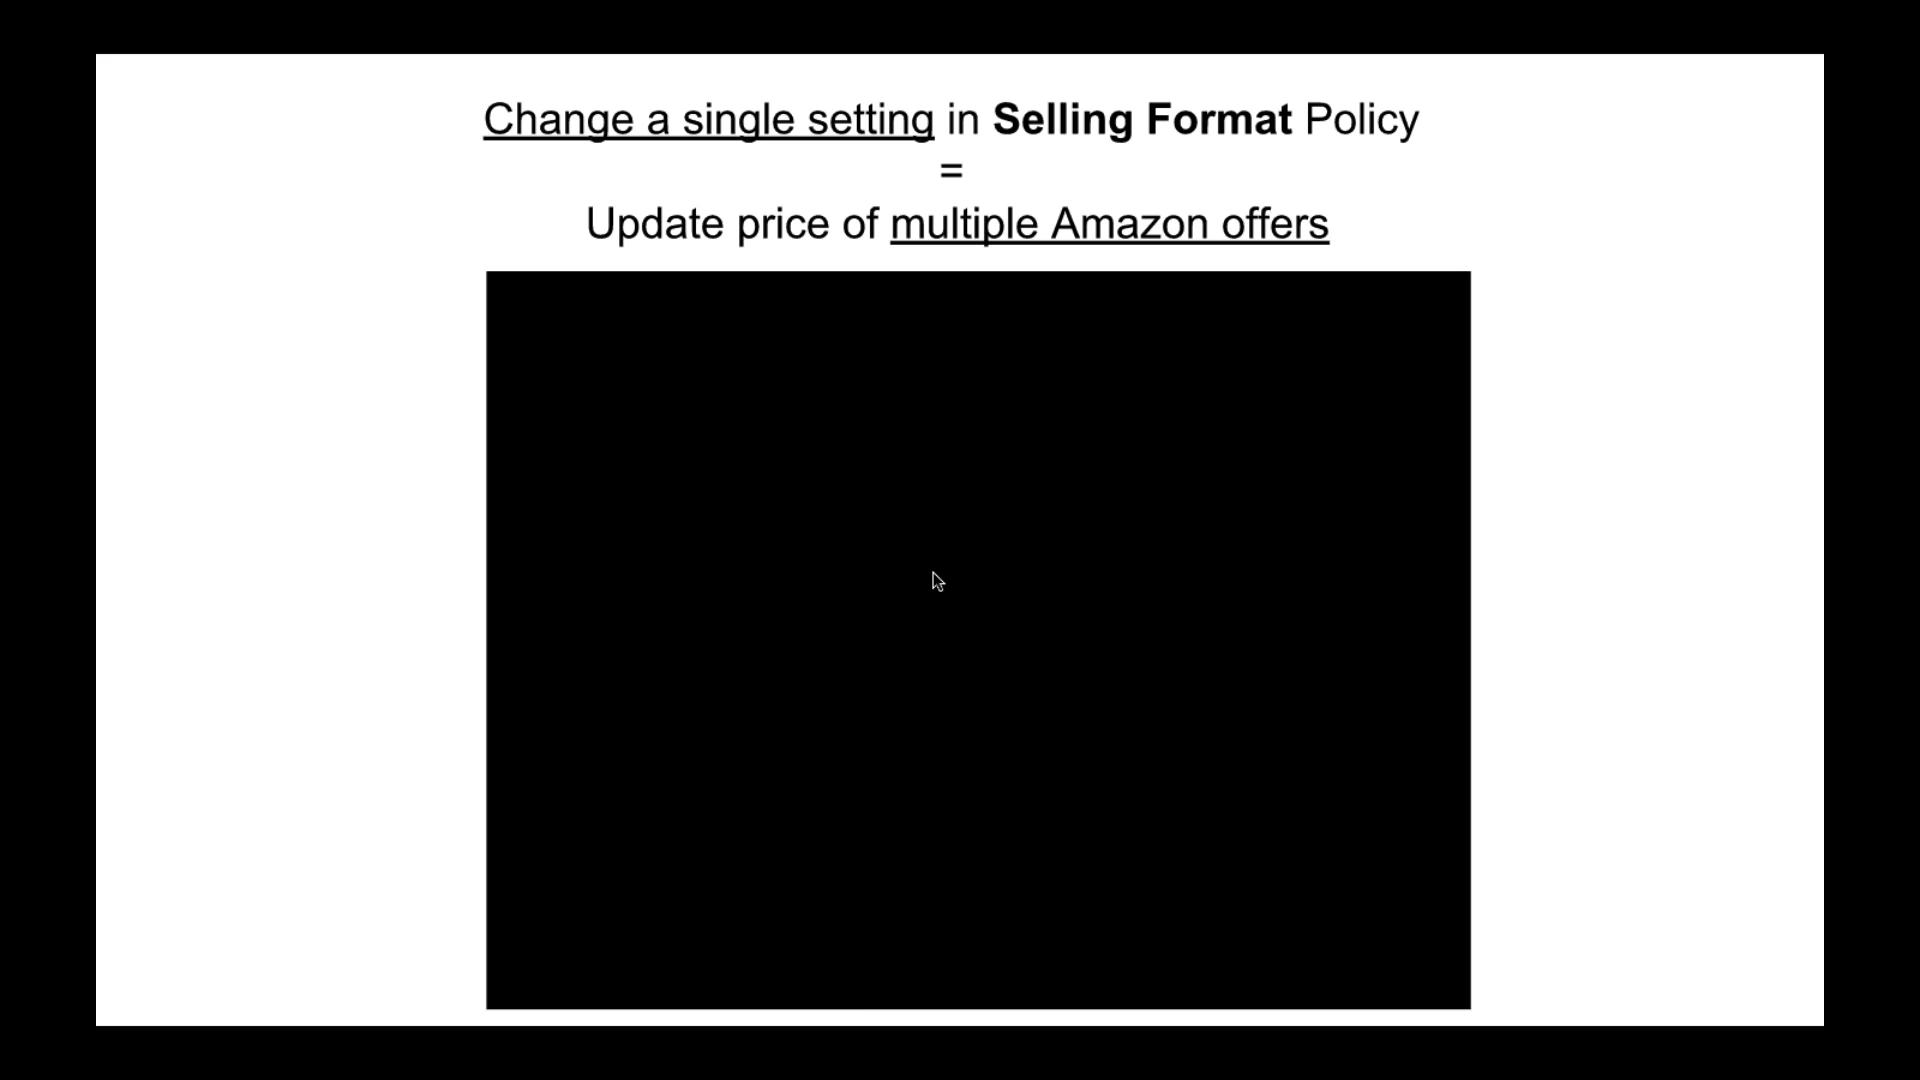 Change a single setting in Selling Format Policy
=
Update price of multiple Amazon offers